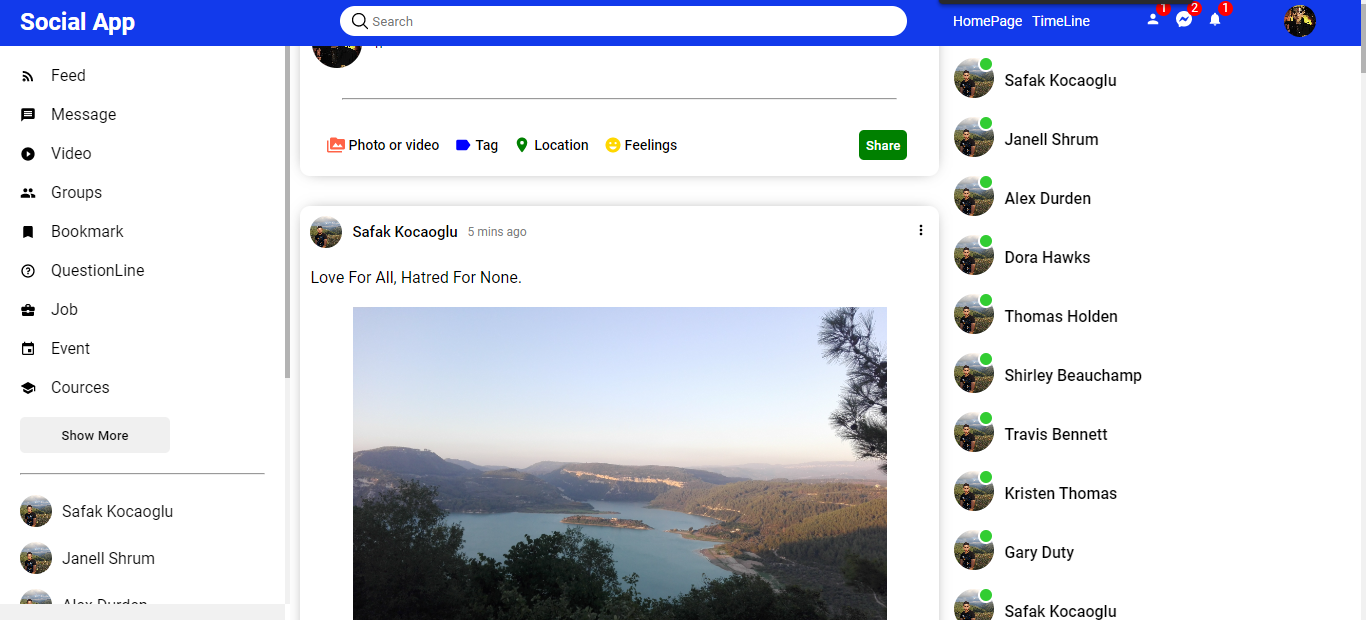 Social App
Search
HomePage TimeLine
1
2
1
Feed
Message
Video
Groups
Bookmark
QuestionLine
Job
Event
Cources
Show More
Safak Kocaoglu
Janell Shrum
Alex Durden
Photo or video Tag Location Feelings
Share
Safak Kocaoglu 5 mins ago
Love For All, Hatred For None.
Safak Kocaoglu
Janell Shrum
Alex Durden
Dora Hawks
Thomas Holden
Shirley Beauchamp
Travis Bennett
Kristen Thomas
Gary Duty
Safak Kocaoglu